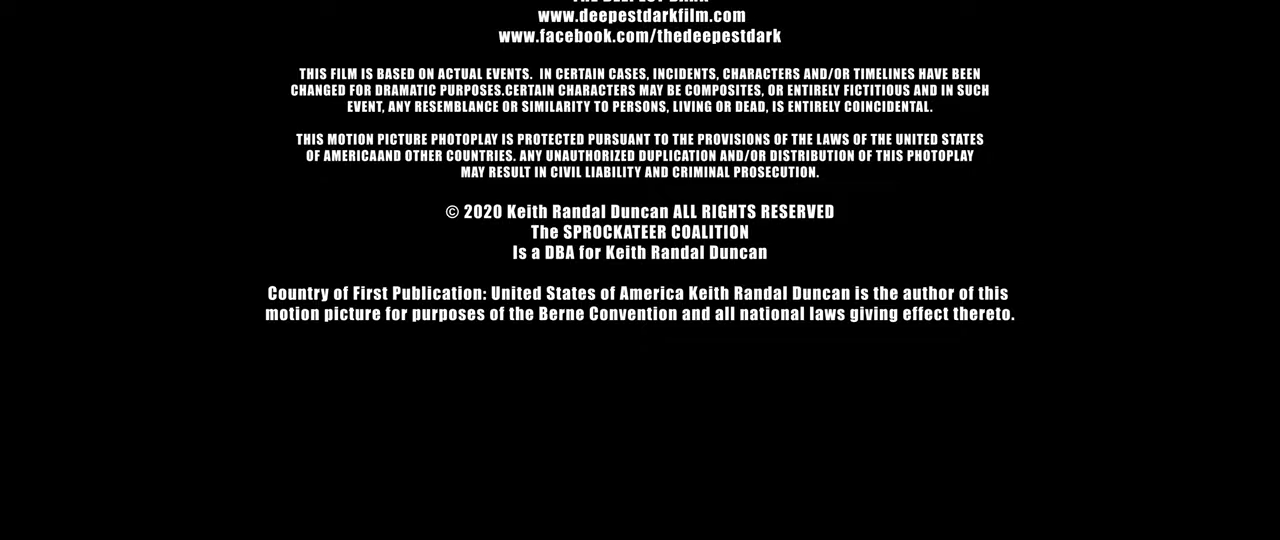 THE DEEPEST DARK
www.deepestdarkfilm.com
www.facebook.com/thedeepestdark
THIS FILM IS BASED ON ACTUAL EVENTS. IN CERTAIN CASES, INCIDENTS, CHARACTERS AND/OR TIMELINES HAVE BEEN
CHANGED FOR DRAMATIC PURPOSES.CERTAIN CHARACTERS MAY BE COMPOSITES, OR ENTIRELY FICTITIOUS AND IN SUCH
EVENT, ANY RESEMBLANCE OR SIMILARITY TO PERSONS, LIVING OR DEAD, IS ENTIRELY COINCIDENTAL.
THIS MOTION PICTURE PHOTOPLAY IS PROTECTED PURSUANT TO THE PROVISIONS OF THE LAWS OF THE UNITED STATES
OF AMERICAAND OTHER COUNTRIES. ANY UNAUTHORIZED DUPLICATION AND/OR DISTRIBUTION OF THIS PHOTOPLAY
MAY RESULT IN CIVIL LIABILITY AND CRIMINAL PROSECUTION.
© 2020 Keith Randal Duncan ALL RIGHTS RESERVED
The SPROCKATEER COALITION
Is a DBA for Keith Randal Duncan
Country of First Publication: United States of America Keith Randal Duncan is the author of this
motion picture for purposes of the Berne Convention and all national laws giving effect thereto.